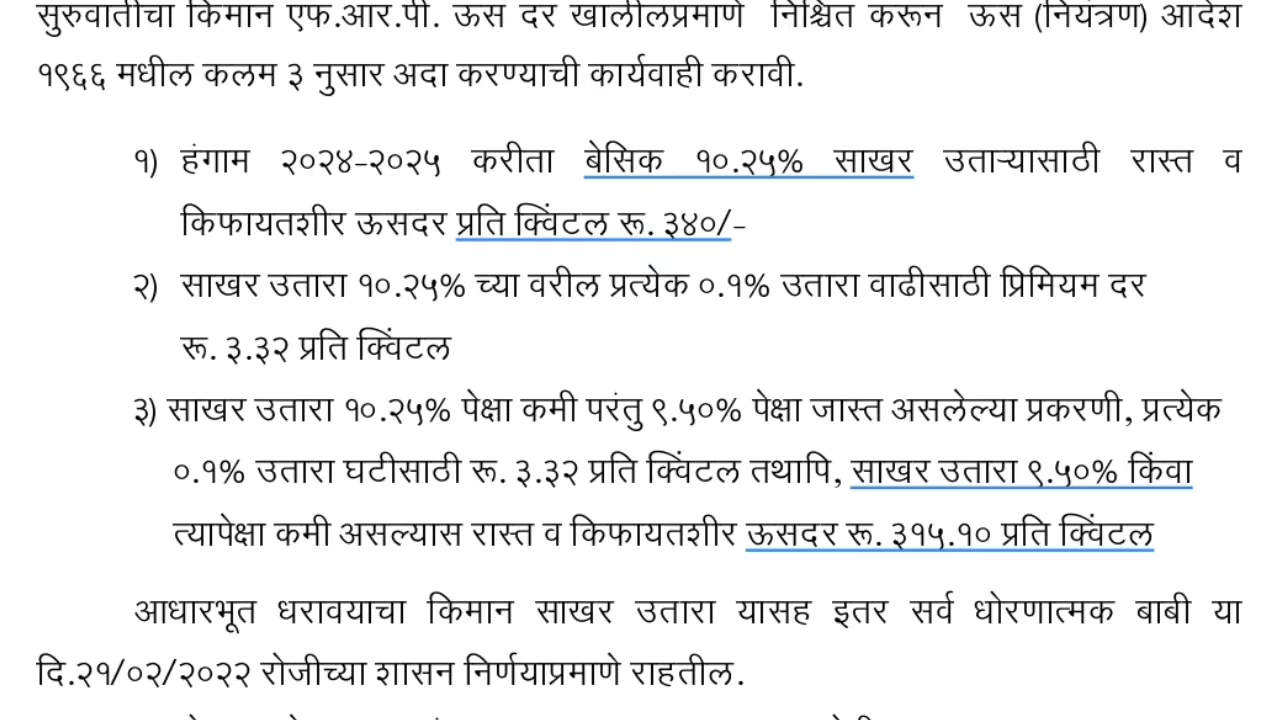 सुरुवातीचा किमान एफ.आर.पी. ऊस दर खालीलप्रमाणे निश्चित करून ऊस (नियंत्रण) आदेश
१९६६ मधील कलम ३ नुसार अदा करण्याची कार्यवाही करावी.
१) हंगाम २०२४-२०२५ करीता बेसिक १०.२५% साखर उताऱ्यासाठी रास्त व
किफायतशीर ऊसदर प्रति क्विंटल रू. ३४०/-
२) साखर उतारा १०.२५% च्या वरील प्रत्येक ०.१% उतारा वाढीसाठी प्रिमियम दर
रू. ३.३२ प्रति क्विंटल
३) साखर उतारा १०.२५% पेक्षा कमी परंतु ९.५०% पेक्षा जास्त असलेल्या प्रकरणी, प्रत्येक
०.१% उतारा घटीसाठी रू. ३.३२ प्रति क्विंटल तथापि, साखर उतारा ९.५०% किंवा
त्यापेक्षा कमी असल्यास रास्त व किफायतशीर ऊसदर रू. ३१५.१० प्रति क्विंटल
आधारभूत धरावयाचा किमान साखर उतारा यासह इतर सर्व धोरणात्मक बाबी या
दि.२१/०२/२०२२ रोजीच्या शासन निर्णयाप्रमाणे राहतील.